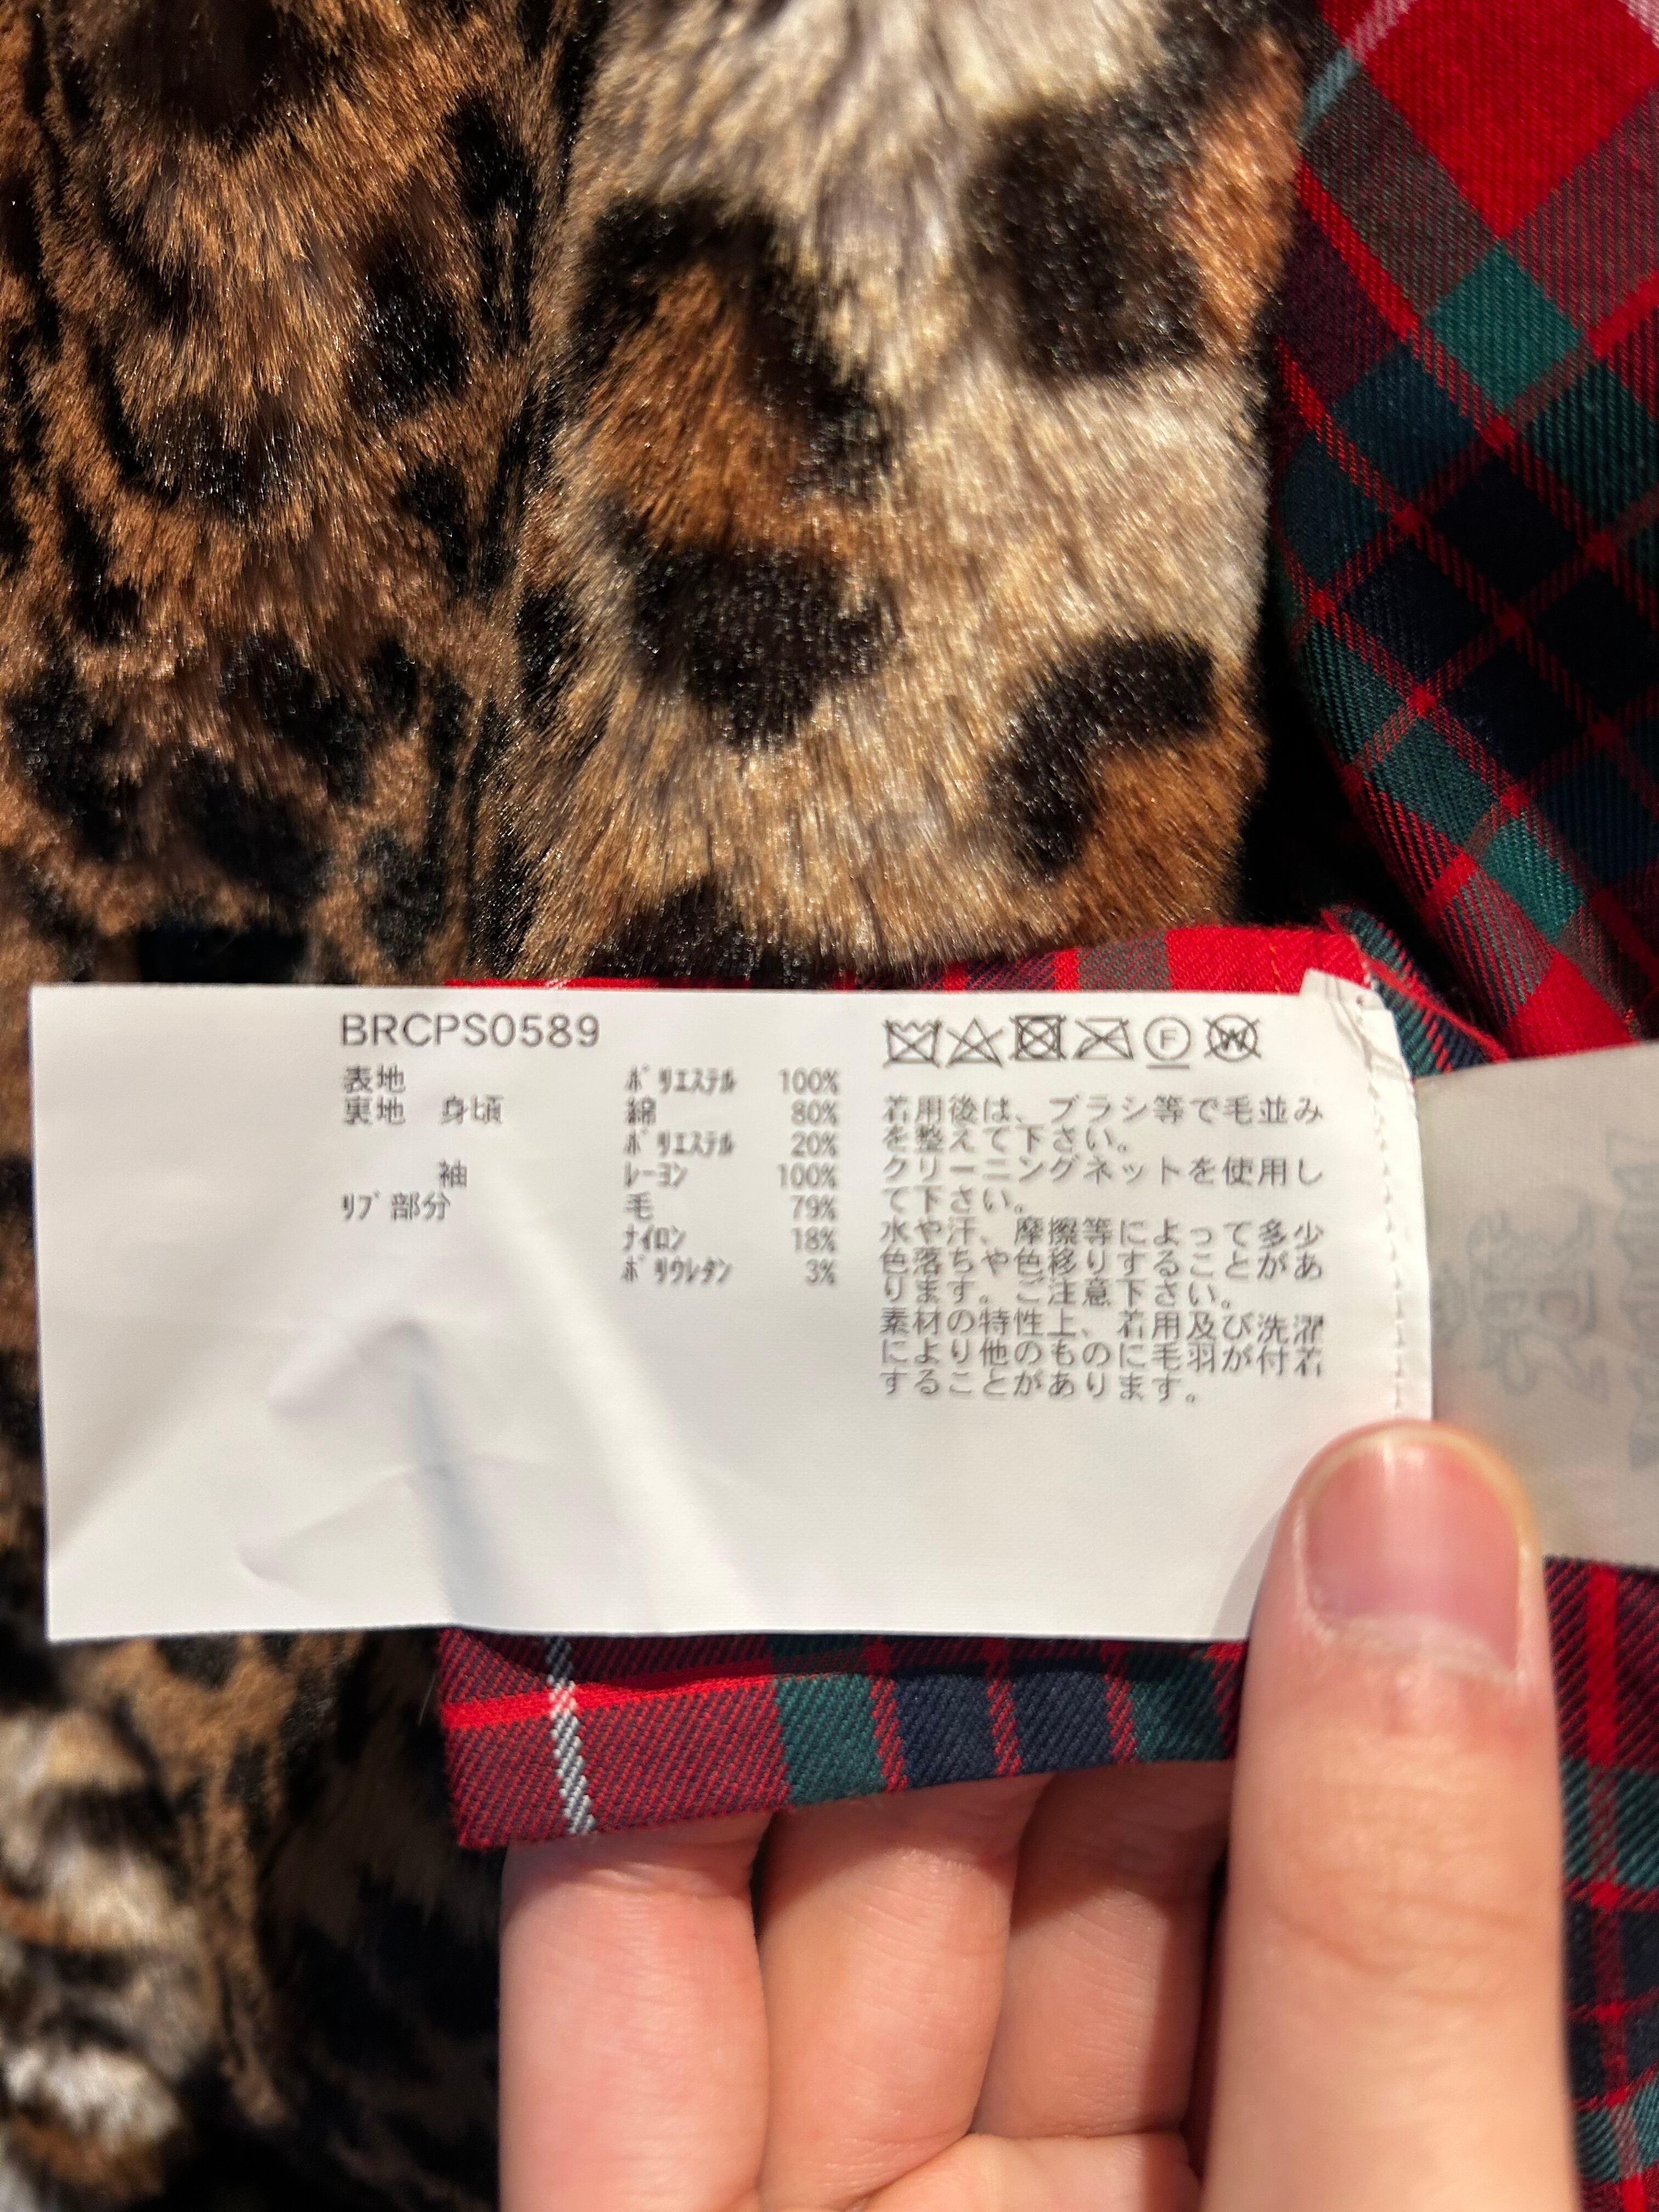 BRCPS0589
表地 ﾎﾟﾘｴｽﾃﾙ 100%
裏地 身頃 綿 80%
ﾎﾟﾘｴｽﾃﾙ 20%
袖 ﾚｰﾖﾝ 100%
ﾘﾌﾞ部分 毛 79%
ﾅｲﾛﾝ 18%
ﾎﾟﾘｳﾚﾀﾝ 3%
F W
着用後は、ブラシ等で毛並み
を整えて下さい。
クリーニングネットを使用し
て下さい。
水や汗、摩擦等によって多少
色落ちや色移りすることがあ
ります。ご注意下さい。
素材の特性上、着用及び洗濯
により他のものに毛羽が付着
することがあります。